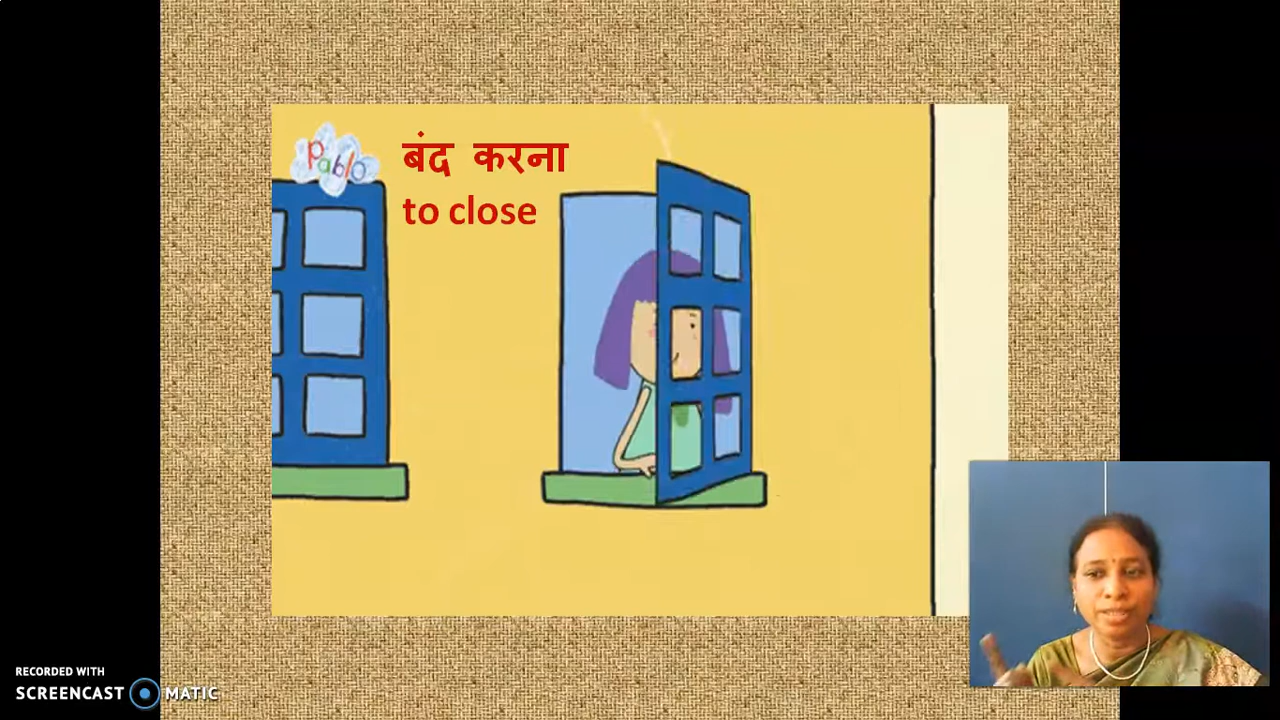 Pablo
बंद करना
to close
RECORDED WITH
SCREENCAST MATIC